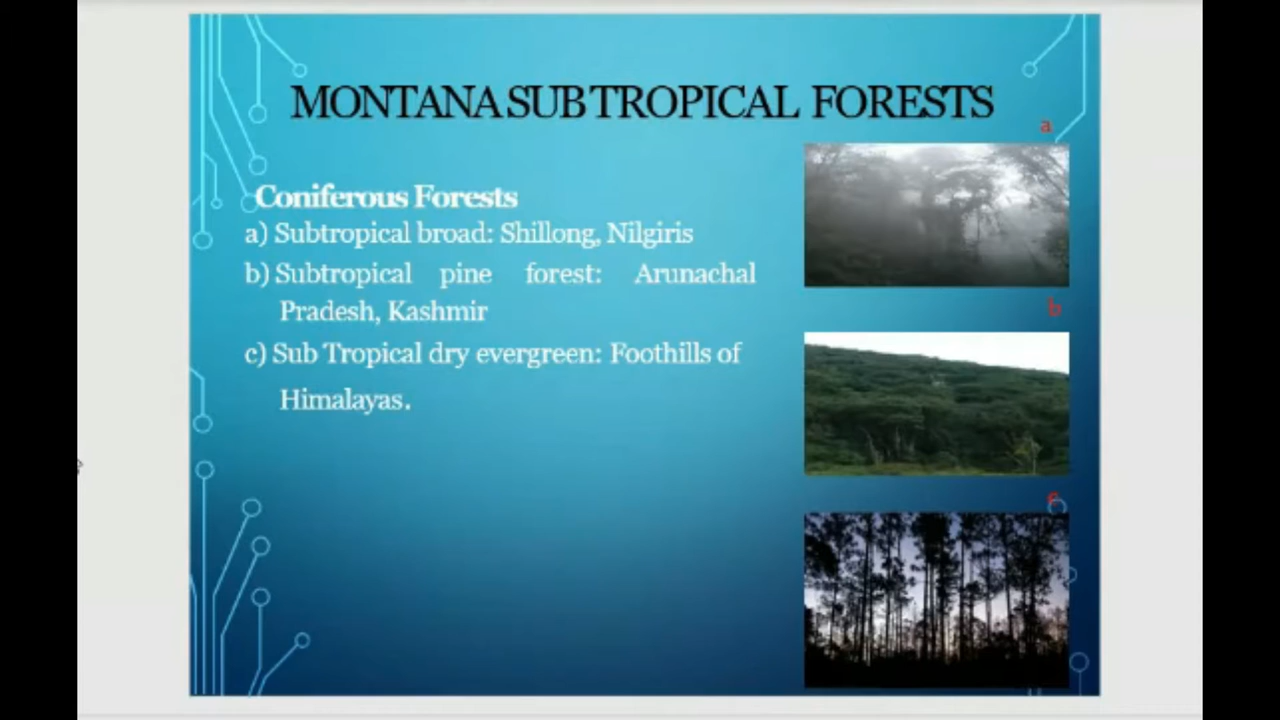 MONTANA SUB TROPICAL FORESTS
a
Coniferous Forests
a) Subtropical broad: Shillong, Nilgiris
b) Subtropical pine forest: Arunachal
Pradesh, Kashmir
b
c) Sub Tropical dry evergreen: Foothills of
Himalayas.
c